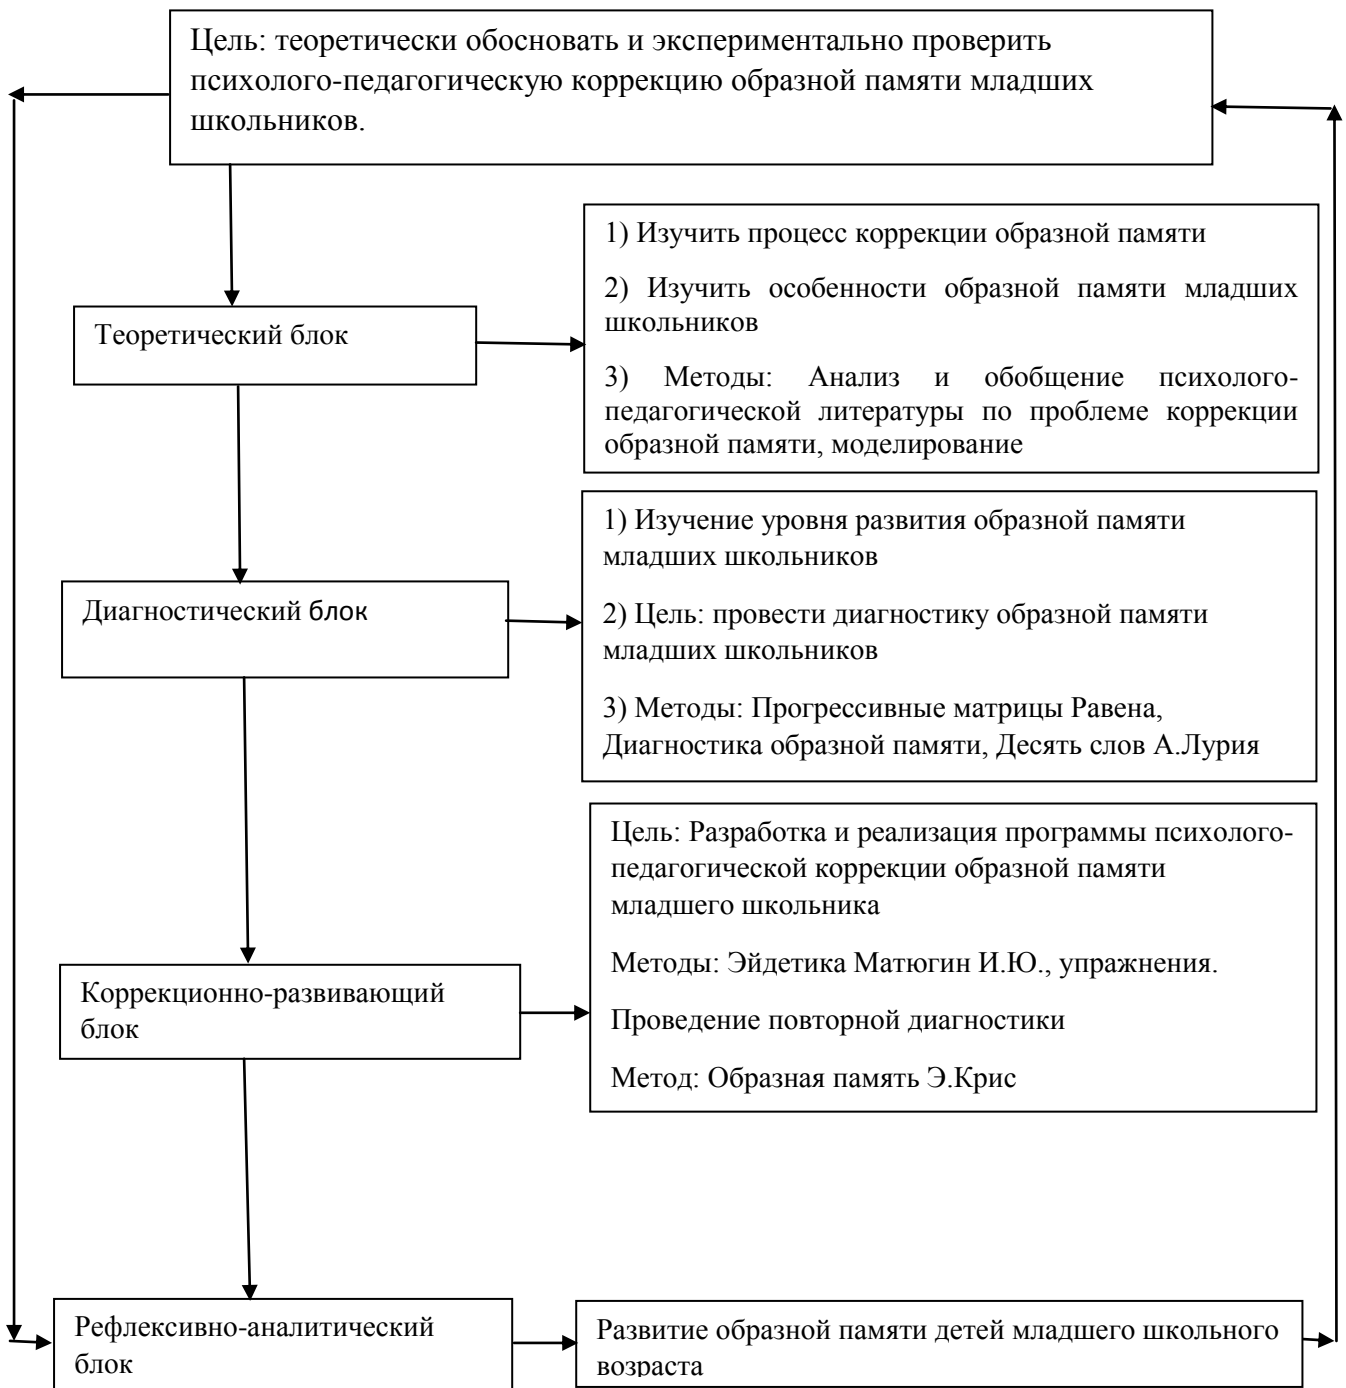 Цель: теоретически обосновать и экспериментально проверить
психолого-педагогическую коррекцию образной памяти младших
школьников.
1) Изучить процесс коррекции образной памяти
2) Изучить особенности образной памяти младших
школьников
3) Методы: Анализ и обобщение психолого-
педагогической литературы по проблеме коррекции
образной памяти, моделирование
Теоретический блок
1) Изучение уровня развития образной памяти
младших школьников
2) Цель: провести диагностику образной памяти
младших школьников
3) Методы: Прогрессивные матрицы Равена,
Диагностика образной памяти, Десять слов А.Лурия
Диагностический блок
Цель: Разработка и реализация программы психолого-
педагогической коррекции образной памяти
младшего школьника
Методы: Эйдетика Матюгин И.Ю., упражнения.
Проведение повторной диагностики
Метод: Образная память Э.Крис
Коррекционно-развивающий
блок
Рефлексивно-аналитический
блок
Развитие образной памяти детей младшего школьного
возраста